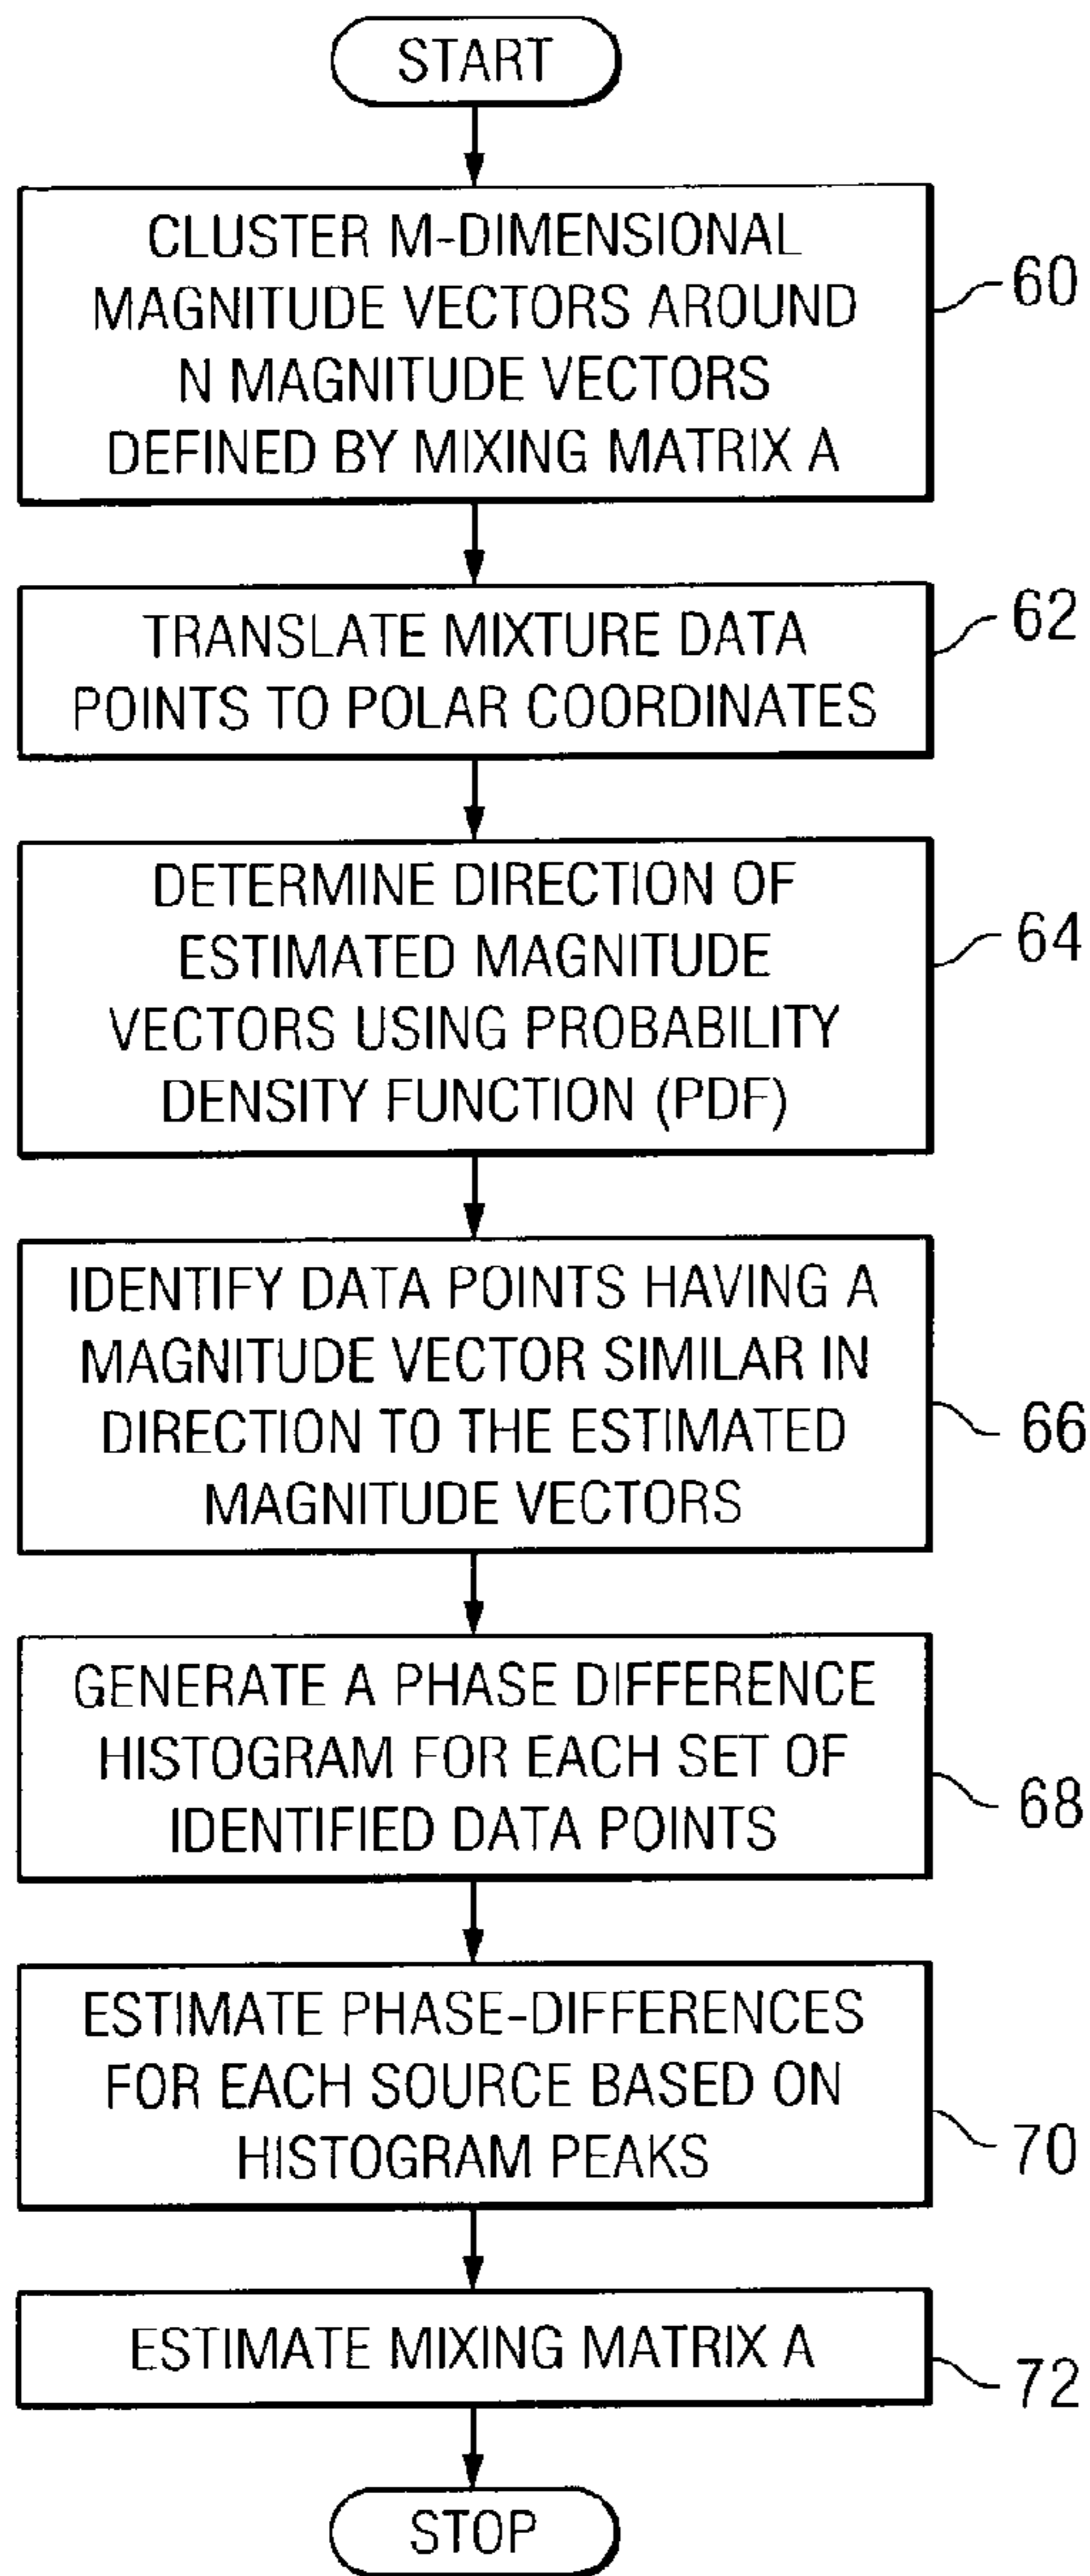 START
CLUSTER M-DIMENSIONAL
MAGNITUDE VECTORS AROUND
N MAGNITUDE VECTORS
DEFINED BY MIXING MATRIX A
60
TRANSLATE MIXTURE DATA
POINTS TO POLAR COORDINATES
62
DETERMINE DIRECTION OF
ESTIMATED MAGNITUDE
VECTORS USING PROBABILITY
DENSITY FUNCTION (PDF)
64
IDENTIFY DATA POINTS HAVING A
MAGNITUDE VECTOR SIMILAR IN
DIRECTION TO THE ESTIMATED
MAGNITUDE VECTORS
66
GENERATE A PHASE DIFFERENCE
HISTOGRAM FOR EACH SET OF
IDENTIFIED DATA POINTS
68
ESTIMATE PHASE-DIFFERENCES
FOR EACH SOURCE BASED ON
HISTOGRAM PEAKS
70
ESTIMATE MIXING MATRIX A
72
STOP